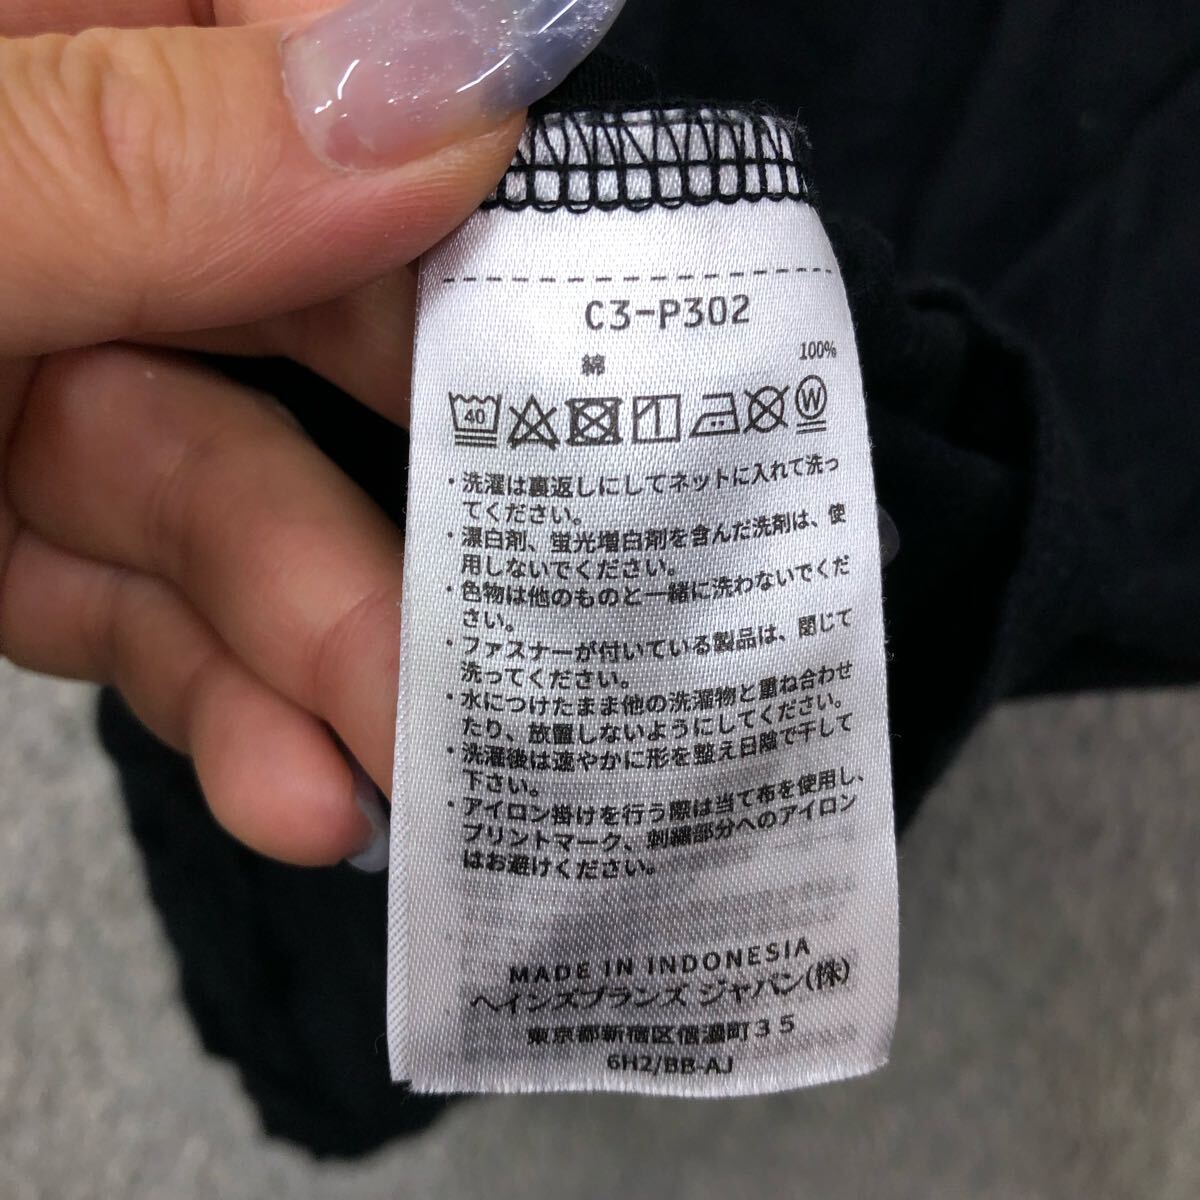 C3-P302
綿 100%
40 W
・洗濯は裏返しにしてネットに入れて洗っ
てください。
・漂白剤、蛍光増白剤を含んだ洗剤は、使
用しないでください。
・色物は他のものと一緒に洗わないでくだ
さい。
・ファスナーが付いている製品は、閉じて
洗ってください。
・水につけたまま他の洗濯物と重ね合わせ
たり、放置しないようにしてください。
・洗濯後は速やかに形を整え日陰で干して
下さい。
・アイロン掛けを行う際は当て布を使用し、
プリントマーク、刺繍部分へのアイロン
はお避けください。
MADE IN INDONESIA
ヘインズブランズ ジャパン(株)
東京都新宿区信濃町35
6H2/BB-AJ